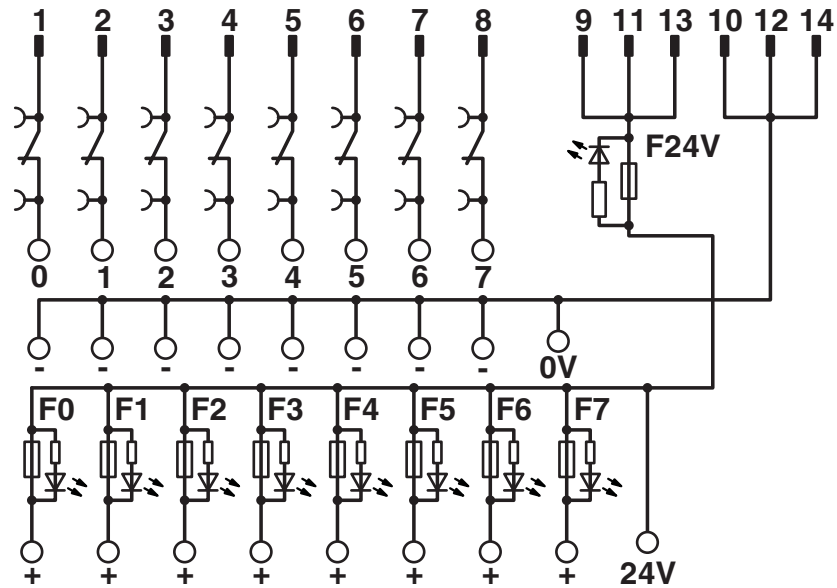 1 2 3 4 5 6 7 8 9 11 13 10 12 14
F24V
0 1 2 3 4 5 6 7
- - - - - - - -
0V
F0 F1 F2 F3 F4 F5 F6 F7
+ + + + + + + +
24V